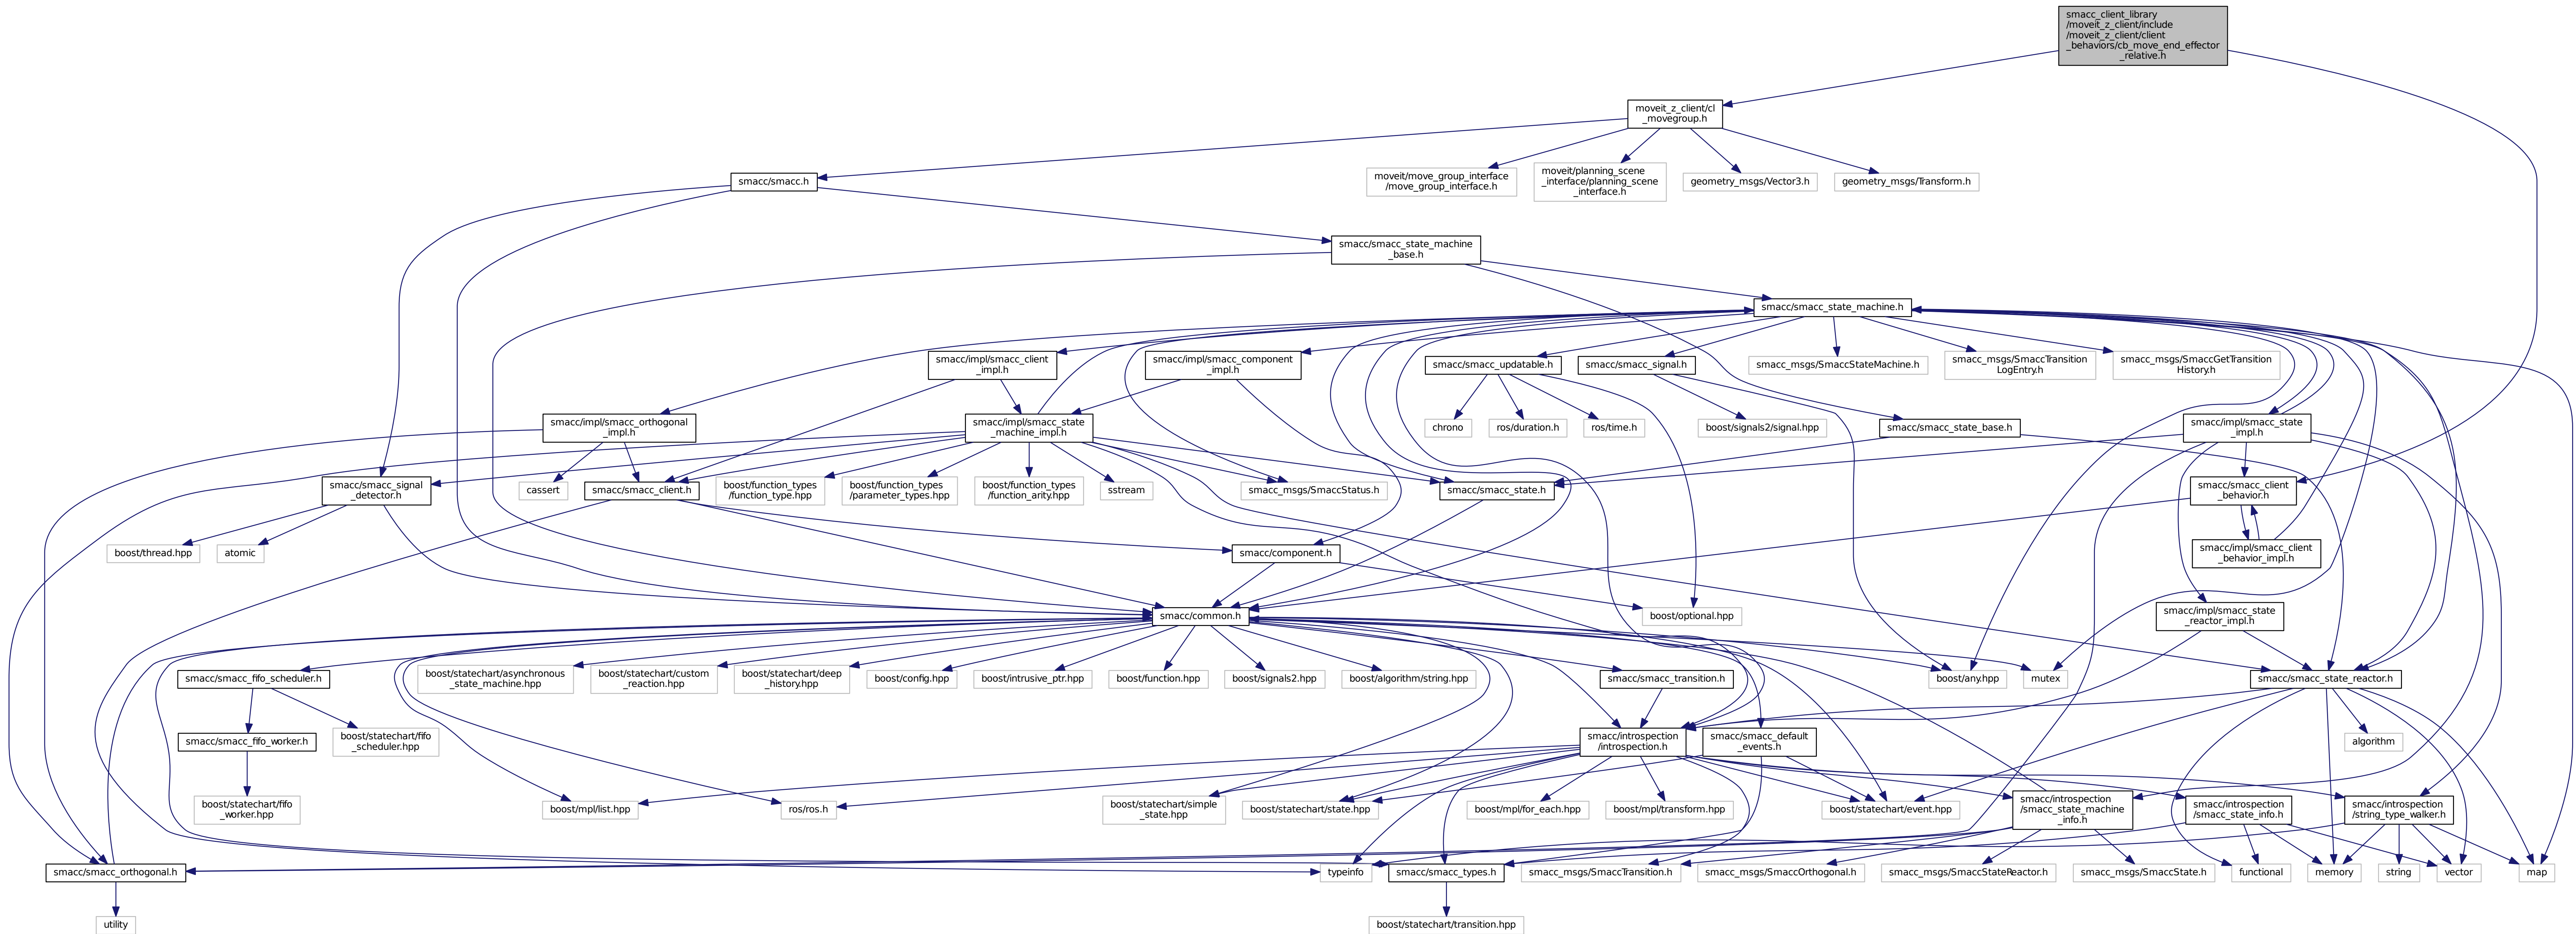 smacc_client_library
/moveit_z_client/include
/moveit_z_client/client
_behaviors/cb_move_end_effector
_relative.h
moveit_z_client/cl
_movegroup.h
smacc/smacc.h
moveit/move_group_interface
/move_group_interface.h
moveit/planning_scene
_interface/planning_scene
_interface.h
geometry_msgs/Vector3.h
geometry_msgs/Transform.h
smacc/smacc_state_machine
_base.h
smacc/smacc_state_machine.h
smacc/impl/smacc_client
_impl.h
smacc/impl/smacc_component
_impl.h
smacc/smacc_updatable.h
smacc/smacc_signal.h
smacc_msgs/SmaccStateMachine.h
smacc_msgs/SmaccTransition
LogEntry.h
smacc_msgs/SmaccGetTransition
History.h
smacc/impl/smacc_orthogonal
_impl.h
smacc/impl/smacc_state
_machine_impl.h
chrono
ros/duration.h
ros/time.h
boost/signals2/signal.hpp
smacc/smacc_state_base.h
smacc/impl/smacc_state
_impl.h
smacc/smacc_signal
_detector.h
cassert
smacc/smacc_client.h
boost/function_types
/function_type.hpp
boost/function_types
/parameter_types.hpp
boost/function_types
/function_arity.hpp
sstream
smacc_msgs/SmaccStatus.h
smacc/smacc_state.h
smacc/smacc_client
_behavior.h
boost/thread.hpp
atomic
smacc/component.h
smacc/impl/smacc_client
_behavior_impl.h
smacc/common.h
boost/optional.hpp
smacc/impl/smacc_state
_reactor_impl.h
smacc/smacc_fifo_scheduler.h
boost/statechart/asynchronous
_state_machine.hpp
boost/statechart/custom
_reaction.hpp
boost/statechart/deep
_history.hpp
boost/config.hpp
boost/intrusive_ptr.hpp
boost/function.hpp
boost/signals2.hpp
boost/algorithm/string.hpp
smacc/smacc_transition.h
boost/any.hpp
mutex
smacc/smacc_state_reactor.h
smacc/smacc_fifo_worker.h
boost/statechart/fifo
_scheduler.hpp
smacc/introspection
/introspection.h
smacc/smacc_default
_events.h
algorithm
boost/statechart/fifo
_worker.hpp
boost/mpl/list.hpp
ros/ros.h
boost/statechart/simple
_state.hpp
boost/statechart/state.hpp
boost/mpl/for_each.hpp
boost/mpl/transform.hpp
boost/statechart/event.hpp
smacc/introspection
/smacc_state_machine
_info.h
smacc/introspection
/smacc_state_info.h
smacc/introspection
/string_type_walker.h
smacc/smacc_orthogonal.h
typeinfo
smacc/smacc_types.h
smacc_msgs/SmaccTransition.h
smacc_msgs/SmaccOrthogonal.h
smacc_msgs/SmaccStateReactor.h
smacc_msgs/SmaccState.h
functional
memory
string
vector
map
utility
boost/statechart/transition.hpp